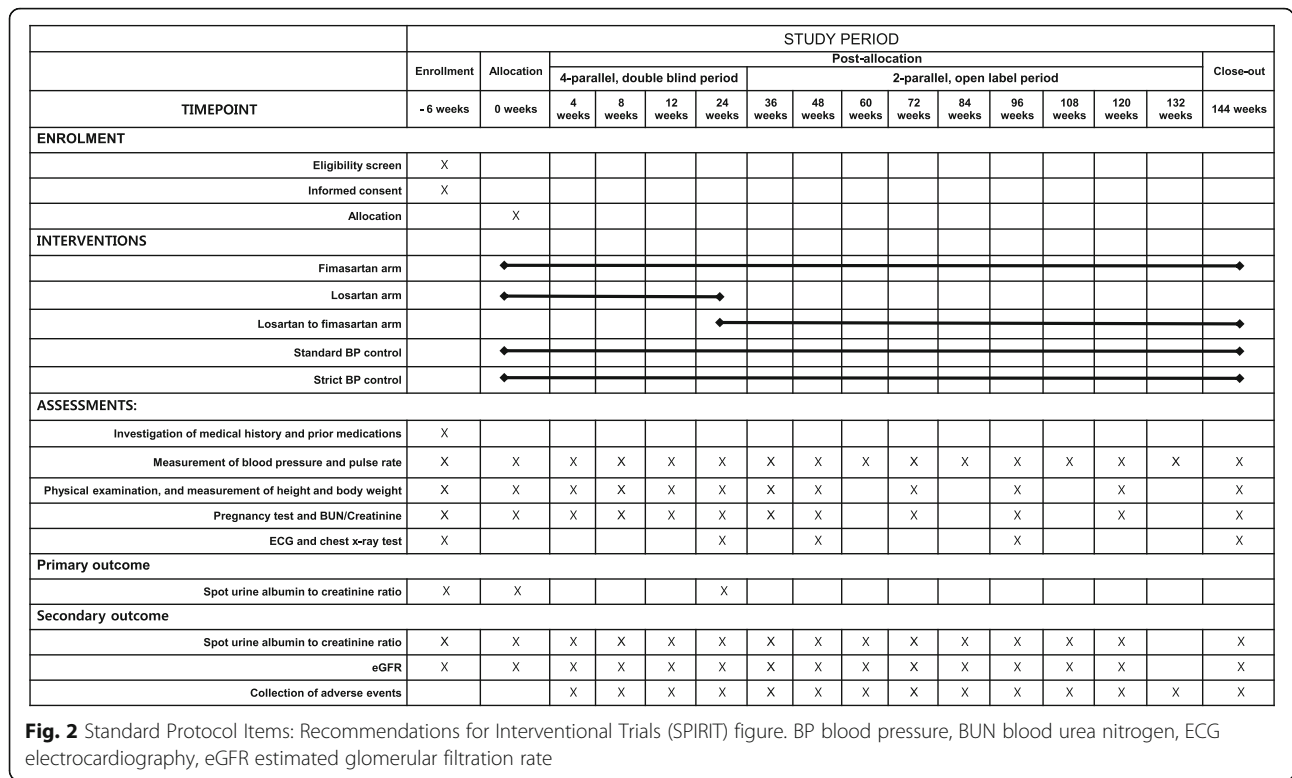 STUDY PERIOD
Enrollment Allocation Post-allocation Close-out
4-parallel, double blind period 2-parallel, open label period
TIMEPOINT - 6 weeks 0 weeks 4 weeks 8 weeks 12 weeks 24 weeks 36 weeks 48 weeks 60 weeks 72 weeks 84 weeks 96 weeks 108 weeks 120 weeks 132 weeks 144 weeks
ENROLMENT
Eligibility screen X
Informed consent X
Allocation X
INTERVENTIONS
Fimasartan arm
Losartan arm
Losartan to fimasartan arm
Standard BP control
Strict BP control
ASSESSMENTS:
Investigation of medical history and prior medications X
Measurement of blood pressure and pulse rate X X X X X X X X X X X X X X X X
Physical examination, and measurement of height and body weight X X X X X X X X X X X X
Pregnancy test and BUN/Creatinine X X X X X X X X X X X X
ECG and chest x-ray test X X X X X
Primary outcome
Spot urine albumin to creatinine ratio X X X
Secondary outcome
Spot urine albumin to creatinine ratio X X X X X X X X X X X X X X X
eGFR X X X X X X X X X X X X X X X
Collection of adverse events X X X X X X X X X X X X X X
Fig. 2 Standard Protocol Items: Recommendations for Interventional Trials (SPIRIT) figure. BP blood pressure, BUN blood urea nitrogen, ECG
electrocardiography, eGFR estimated glomerular filtration rate